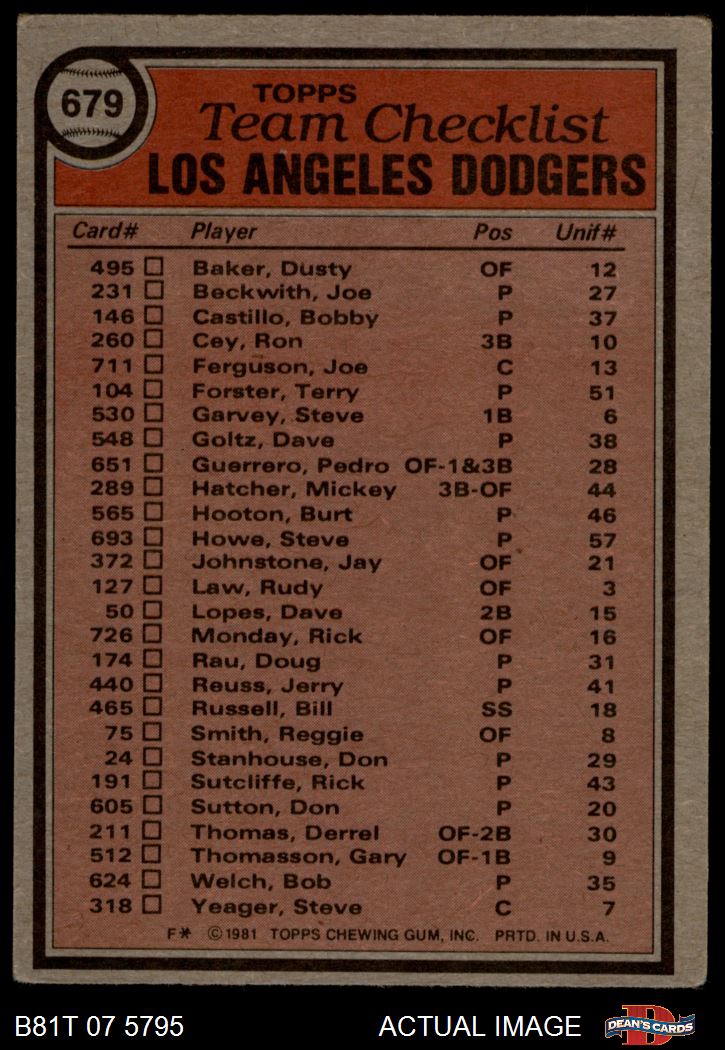 679
TOPPS
Team Checklist
LOS ANGELES DODGERS
Card# Player Pos Unif#
495 Baker, Dusty OF 12
231 Beckwith, Joe P 27
146 Castillo, Bobby P 37
260 Cey, Ron 3B 10
711 Ferguson, Joe C 13
104 Forster, Terry P 51
530 Garvey, Steve 1B 6
548 Goltz, Dave P 38
651 Guerrero, Pedro OF-1&3B 28
289 Hatcher, Mickey 3B-OF 44
565 Hooton, Burt P 46
693 Howe, Steve P 57
372 Johnstone, Jay OF 21
127 Law, Rudy OF 3
50 Lopes, Dave 2B 15
726 Monday, Rick OF 16
174 Rau, Doug P 31
440 Reuss, Jerry P 41
465 Russell, Bill SS 18
75 Smith, Reggie OF 8
24 Stanhouse, Don P 29
191 Sutcliffe, Rick P 43
605 Sutton, Don P 20
211 Thomas, Derrel OF-2B 30
512 Thomasson, Gary OF-1B 9
624 Welch, Bob P 35
318 Yeager, Steve C 7
F* ©1981 TOPPS CHEWING GUM, INC. PRTD. IN U.S.A.
B81T 07 5795 ACTUAL IMAGE
DEAN'S CARDS